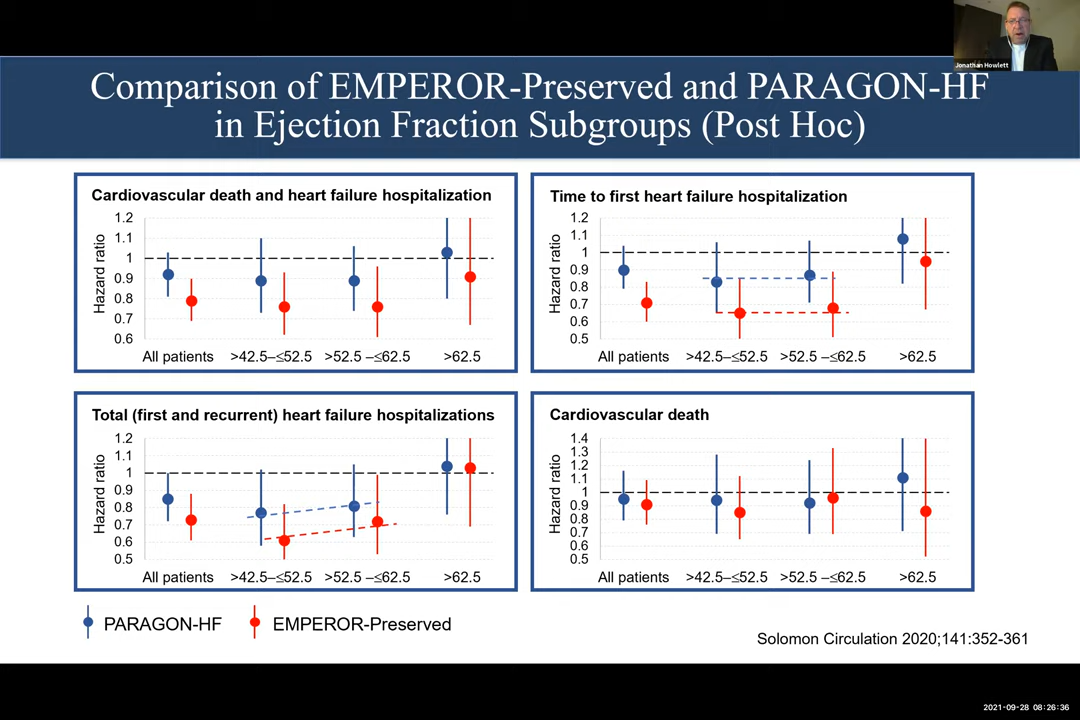 Jonathan Howlett
Comparison of EMPEROR-Preserved and PARAGON-HF
in Ejection Fraction Subgroups (Post Hoc)
Cardiovascular death and heart failure hospitalization
Hazard ratio
1.2
1.1
1
0.9
0.8
0.7
0.6
All patients >42.5–≤52.5 >52.5 –≤62.5 >62.5
Time to first heart failure hospitalization
Hazard ratio
1.2
1.1
1
0.9
0.8
0.7
0.6
0.5
All patients >42.5–≤52.5 >52.5 –≤62.5 >62.5
Total (first and recurrent) heart failure hospitalizations
Hazard ratio
1.2
1.1
1
0.9
0.8
0.7
0.6
0.5
All patients >42.5–≤52.5 >52.5 –≤62.5 >62.5
Cardiovascular death
Hazard ratio
1.4
1.3
1.2
1.1
1
0.9
0.8
0.7
0.6
0.5
All patients >42.5–≤52.5 >52.5 –≤62.5 >62.5
PARAGON-HF EMPEROR-Preserved
Solomon Circulation 2020;141:352-361
2021-09-28 08:26:36